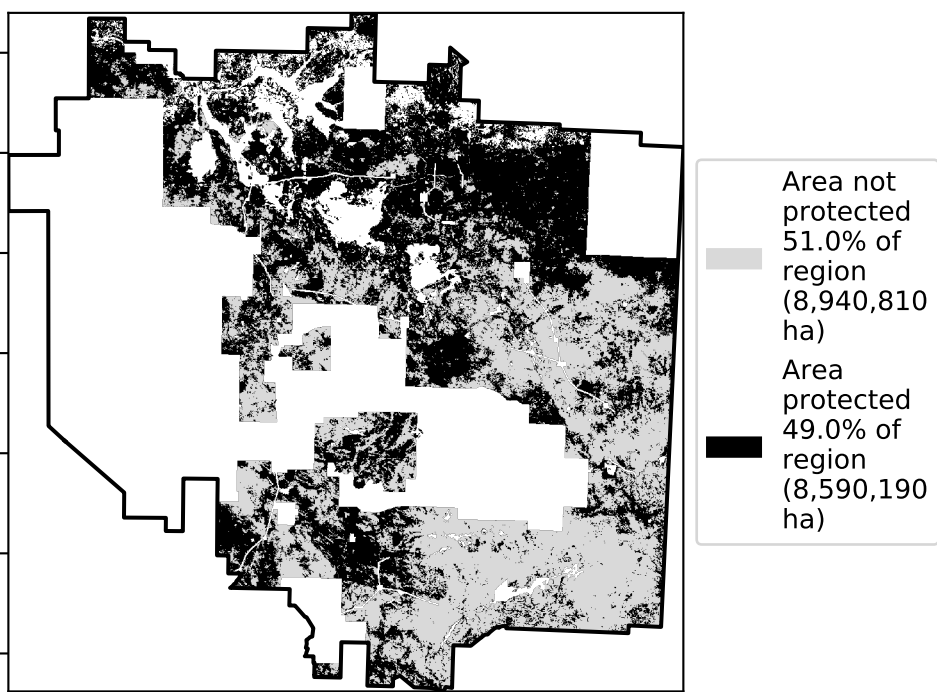 Area not
protected
51.0% of
region
(8,940,810
ha)
Area
protected
49.0% of
region
(8,590,190
ha)